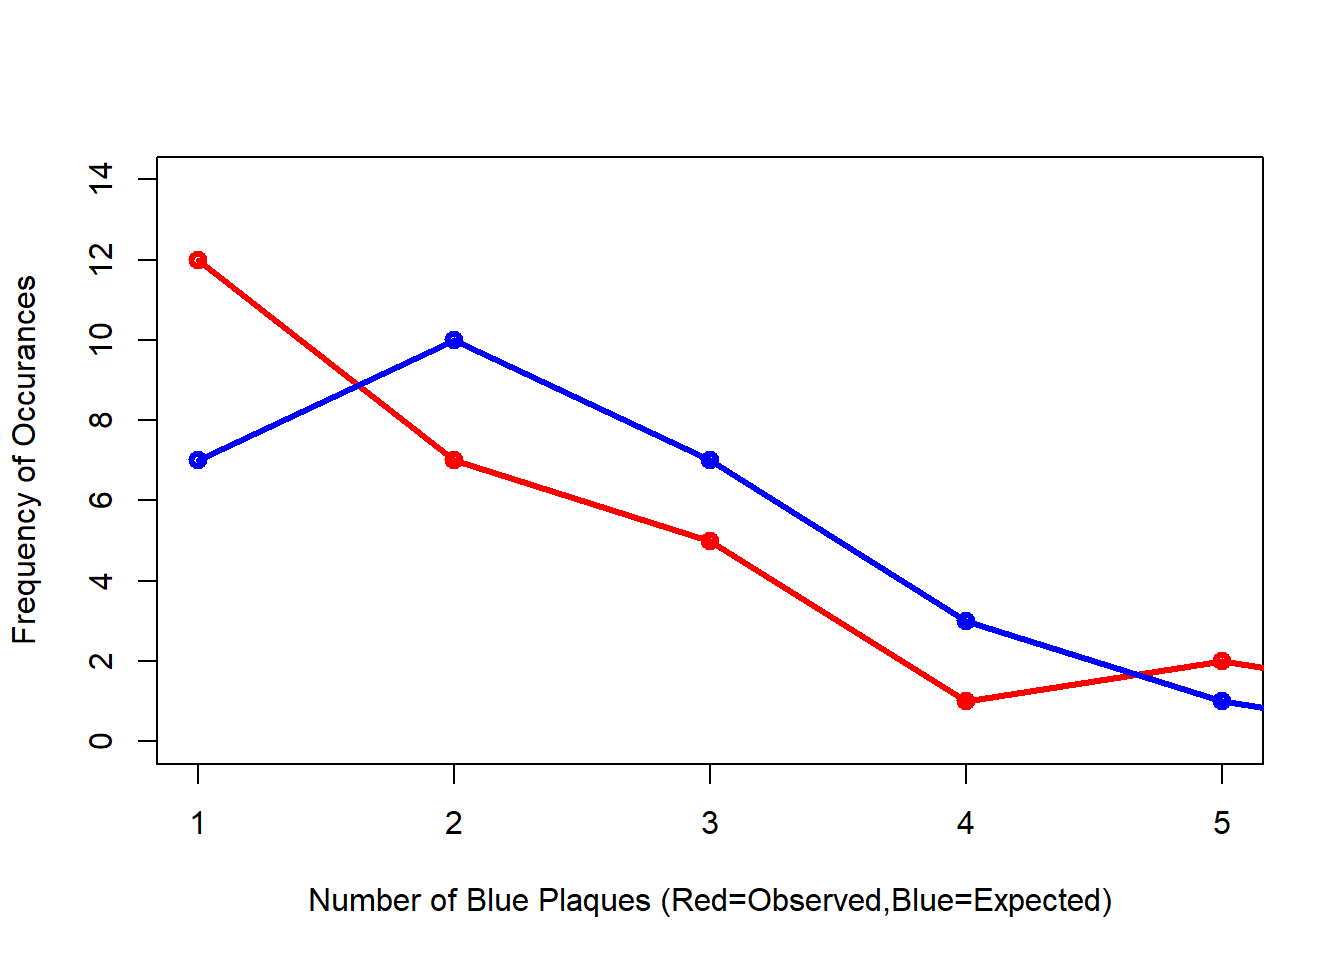 Frequency of Occurances
14
12
10
8
6
4
2
0
1 2 3 4 5
Number of Blue Plaques (Red=Observed,Blue=Expected)